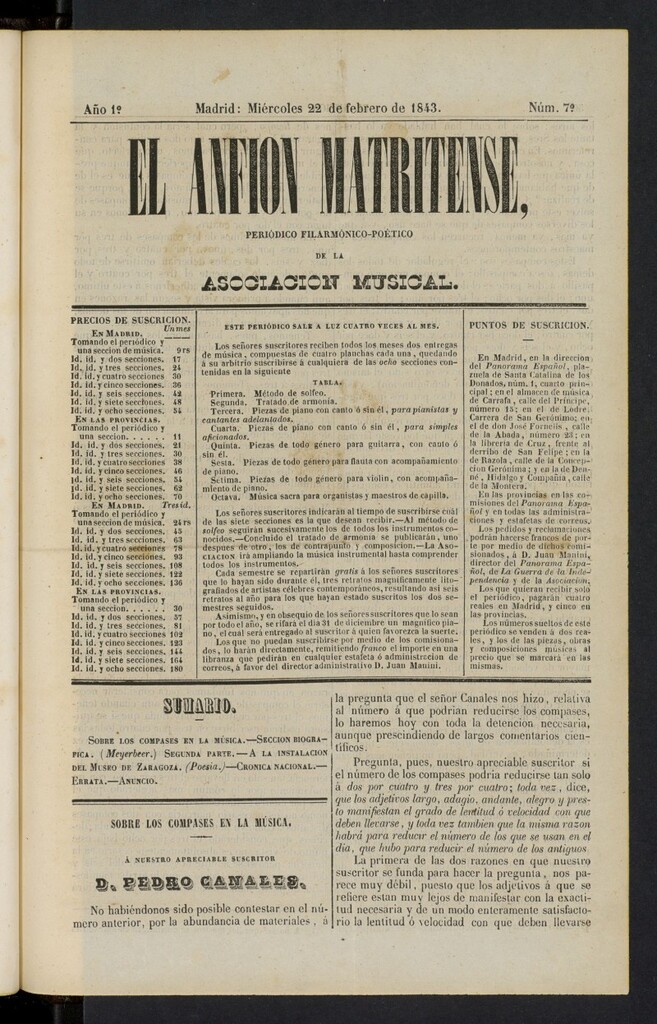 Año 1º
Madrid: Miércoles 22 de febrero de 1843.
Núm. 7º
EL ANFION MATRITENSE,
PERIÓDICO FILARMÓNICO-POÉTICO
DE LA
ASOCIACION MUSICAL.
PRECIOS DE SUSCRICION.
EN MADRID. Un mes
Tomando el periódico y
una seccion de música. 9 rs
Id. id. y dos secciones. 17
Id. id. y tres secciones. 24
Id. id. y cuatro secciones 30
Id. id. y cinco secciones. 36
Id. id. y seis secciones. 42
Id. id. y siete secciones 48
Id. id. y ocho secciones. 54
EN LAS PROVINCIAS.
Tomando el periodico y
una seccion. . . . . . 11
Id. id. y dos secciones. 21
Id. id. y tres secciones. 30
Id. id. y cuatro secciones 38
Id. id. y cinco secciones 46
Id. id. y seis secciones. 54
Id. id. y siete secciones 62
Id. id. y ocho secciones. 70
EN MADRID. Tres id.
Tomando el periódico y
una seccion de música. 24 rs
Id. id. y dos secciones. 45
Id. id. y tres secciones. 63
Id. id. y cuatro secciones 78
Id. id. y cinco secciones. 93
Id. id. y seis secciones. 108
Id. id. y siete secciones. 122
Id. id. y ocho secciones. 136
EN LAS PROVINCIAS.
Tomando el periodico y
una seccion. . . . . . 30
Id. id. y dos secciones. 57
Id. id. y tres secciones. 81
Id. id. y cuatro secciones 102
Id. id. y cinco secciones 123
Id. id. y seis secciones. 144
Id. id. y siete secciones. 164
Id. id. y ocho secciones. 180
ESTE PERIÓDICO SALE Á LUZ CUATRO VECES AL MES.
Los señores suscritores reciben todos los meses dos entregas
de música, compuestas de cuatro planchas cada una, quedando
á su arbitrio suscribirse á cualquiera de las ocho secciones con-
tenidas en la siguiente
TABLA.
Primera. Método de solfeo.
Segunda. Tratado de armonia.
Tercera. Piezas de piano con canto ó sin él, para pianistas y
cantantes adelantados.
Cuarta. Piezas de piano con canto ó sin él, para simples
aficionados.
Quinta. Piezas de todo género para guitarra, con canto ó
sin él.
Sesta. Piezas de todo género para flauta con acompañamiento
de piano.
Sétima. Piezas de todo género para violin, con acompaña-
miento de piano.
Octava. Música sacra para organistas y maestros de capilla.
Los señores suscritores indicarán al tiempo de suscribirse cuál
de las siete secciones es la que desean recibir.—Al método de
solfeo seguirán sucesivamente los de todos los instrumentos co-
nocidos.—Concluido el tratado de armonia se publicarán, uno
despues de otro, los de contrapunto y composicion.—LA ASO-
CIACION irá ampliando la música instrumental hasta comprender
todos los instrumentos.
Cada semestre se repartirán gratis á los señores suscritores
que lo hayan sido durante él, tres retratos magnificamente lito-
grafiados de artistas célebres contemporáneos, resultando así seis
retratos al año para los que hayan estado suscritos los dos se-
mestres seguidos.
Asimismo, y en obsequio de los señores suscritores que lo sean
por todo el año, se rifará el dia 31 de diciembre un magnífico pia-
no, el cual será entregado al suscritor á quien favorezca la suerte.
Los que no puedan suscribirse por medio de los comisiona-
dos, lo harán directamente, remitiendo franco el importe en una
libranza que pedirán en cualquier estafeta ó administracion de
correos, á favor del director administrativo D. Juan Manini.
PUNTOS DE SUSCRICION.
En Madrid, en la direccion
del Panorama Español, pla-
zuela de Santa Catalina de los
Donados, núm. 1, cuarto prin-
cipal; en el almacen de música
de Carrafa, calle del Príncipe,
número 15; en el de Lodre,
Carrera de San Gerónimo; en
el de don José Fornells, calle
de la Abada, número 23; en
la librería de Cruz, frente al
derribo de San Felipe; en la
de Razola, calle de la Concep-
cion Gerónima; y en la de Den-
né, Hidalgo y Compañia, calle
de la Montera.
En las provincias en las co-
misiones del Panorama Espa-
ñol y en todas las administra-
ciones y estafetas de correos.
Los pedidos y reclamaciones
podrán hacerse francos de por-
te por medio de dichos comi-
sionados, á D. Juan Manini,
director del Panorama Espa-
ñol, de La Guerra de la Inde-
pendencia y de la Asociacion.
Los que quieran recibir solo
el periódico, pagarán cuatro
reales en Madrid, y cinco en
las provincias.
Los números sueltos de este
periódico se venden á dos rea-
les, y los de las piezas, obras
y composiciones músicas al
precio que se marcará en las
mismas.
SUMARIO.
SOBRE LOS COMPASES EN LA MÚSICA.—SECCION BIOGRA-
FICA. (Meyerbeer.) SEGUNDA PARTE.—A LA INSTALACION
DEL MUSEO DE ZARAGOZA. (Poesia.)—CRONICA NACIONAL.—
ERRATA.—ANUNCIO.
SOBRE LOS COMPASES EN LA MÚSICA.
Á NUESTRO APRECIABLE SUSCRITOR
D. PEDRO CANALES.
No habiéndonos sido posible contestar en el nú-
mero anterior, por la abundancia de materiales, á
la pregunta que el señor Canales nos hizo, relativa
al número á que podrian reducirse los compases,
lo haremos hoy con toda la detencion necesaria,
aunque prescindiendo de largos comentarios cien-
tíficos.
Pregunta, pues, nuestro apreciable suscritor si
el número de los compases podria reducirse tan solo
á dos por cuatro y tres por cuatro; toda vez, dice,
que los adjetivos largo, adagio, andante, alegro y pres-
to manifiestan el grado de lentitud ó velocidad con que
deben llevarse, y toda vez tambien que la misma razon
habrá para reducir el número de los que se usan en el
dia, que hubo para reducir el número de los antiguos.
La primera de las dos razones en que nuestro
suscritor se funda para hacer la pregunta, nos pa-
rece muy débil, puesto que los adjetivos á que se
refiere estan muy lejos de manifestar con la exacti-
tud necesaria y de un modo enteramente satisfacto-
rio la lentitud ó velocidad con que deben llevarse